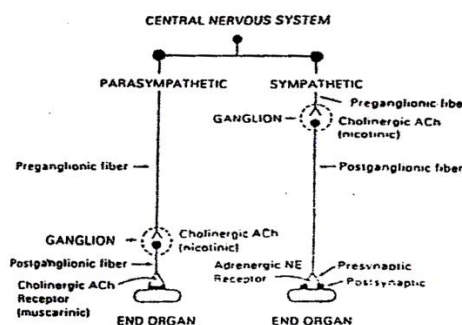 CENTRAL NERVOUS SYSTEM
PARASYMPATHETIC
SYMPATHETIC
Preganglionic fiber
GANGLION
Cholinergic ACh
(nicotinic)
Preganglionic fiber
Postganglionic fiber
GANGLION
Cholinergic ACh
(nicotinic)
Postganglionic fiber
Cholinergic ACh
Receptor
(muscarinic)
Adrenergic NE
Receptor
Presynaptic
Postsynaptic
END ORGAN
END ORGAN